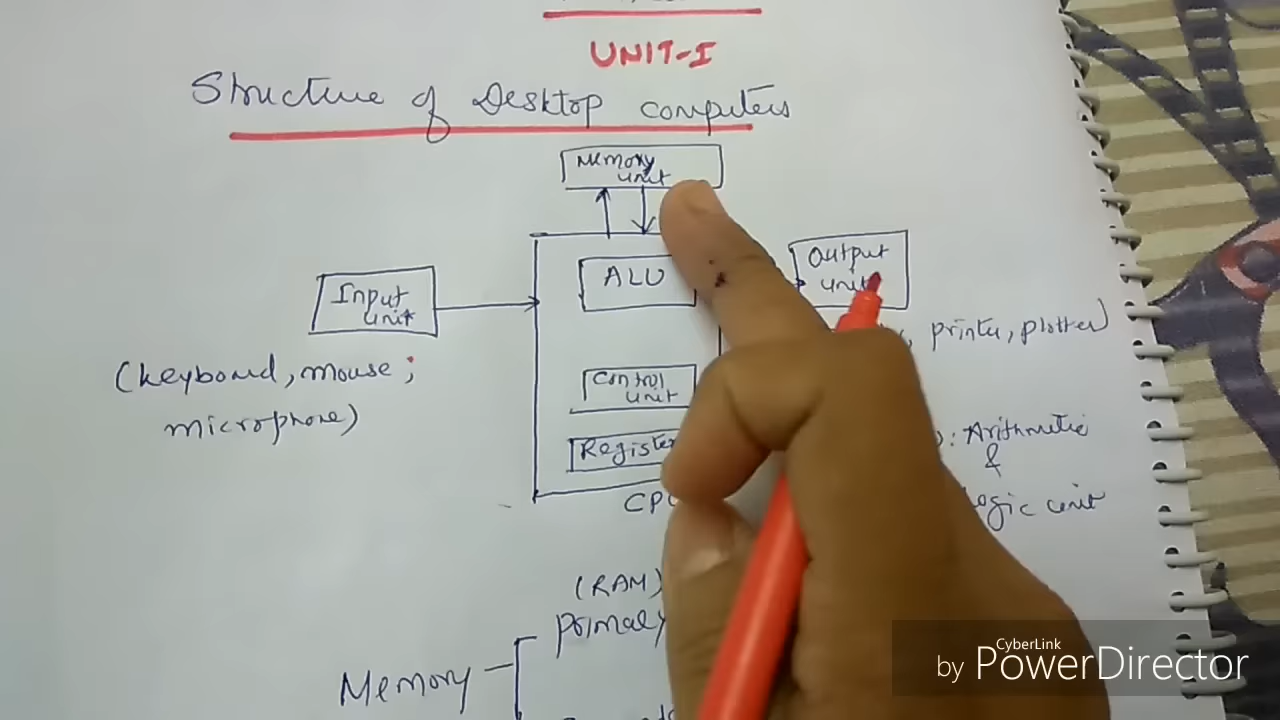 UNIT-I
Structure of Desktop computers
Memory
unit
ALU
Output
unit
Input
unit
printer, plotter)
(keyboard, mouse,
microphone)
Control
unit
: Arithmetic
&
Register
Logic unit
(RAM)
primary
Memory
CyberLink
by PowerDirector